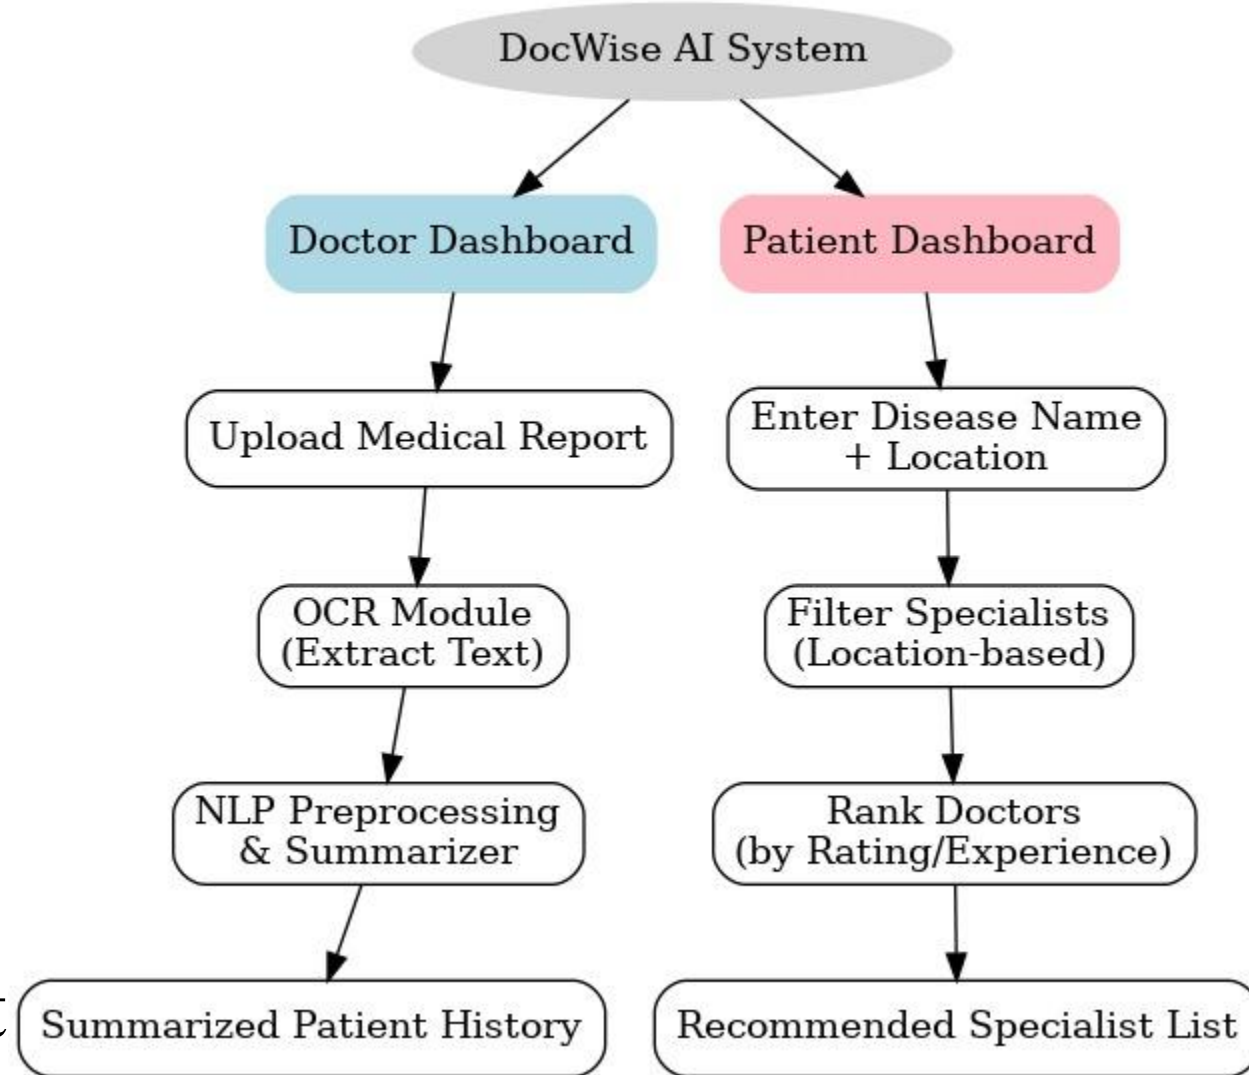 DocWise AI System
Doctor Dashboard
Patient Dashboard
Upload Medical Report
Enter Disease Name
+ Location
OCR Module
(Extract Text)
Filter Specialists
(Location-based)
NLP Preprocessing
& Summarizer
Rank Doctors
(by Rating/Experience)
Summarized Patient History
Recommended Specialist List